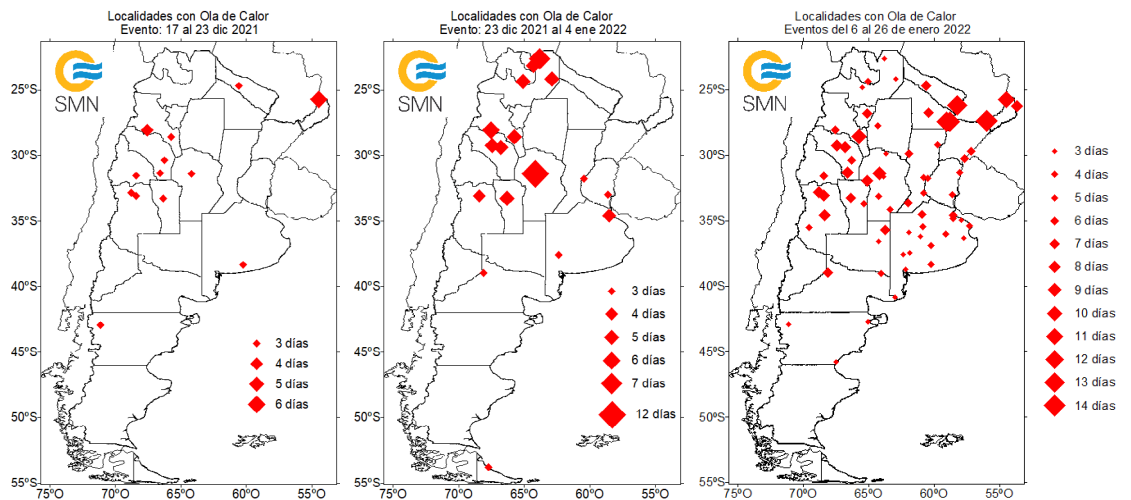 Localidades con Ola de Calor
Evento: 17 al 23 dic 2021
SMN
25°S
30°S
35°S
40°S
45°S
50°S
55°S
75°O
70°O
65°O
60°O
55°O
3 días
4 días
5 días
6 días
Localidades con Ola de Calor
Evento: 23 dic 2021 al 4 ene 2022
SMN
25°S
30°S
35°S
40°S
45°S
50°S
55°S
75°O
70°O
65°O
60°O
55°O
3 días
4 días
5 días
6 días
7 días
12 días
Localidades con Ola de Calor
Eventos del 6 al 26 de enero 2022
SMN
25°S
30°S
35°S
40°S
45°S
50°S
55°S
75°O
70°O
65°O
60°O
55°O
3 días
4 días
5 días
6 días
7 días
8 días
9 días
10 días
11 días
12 días
13 días
14 días